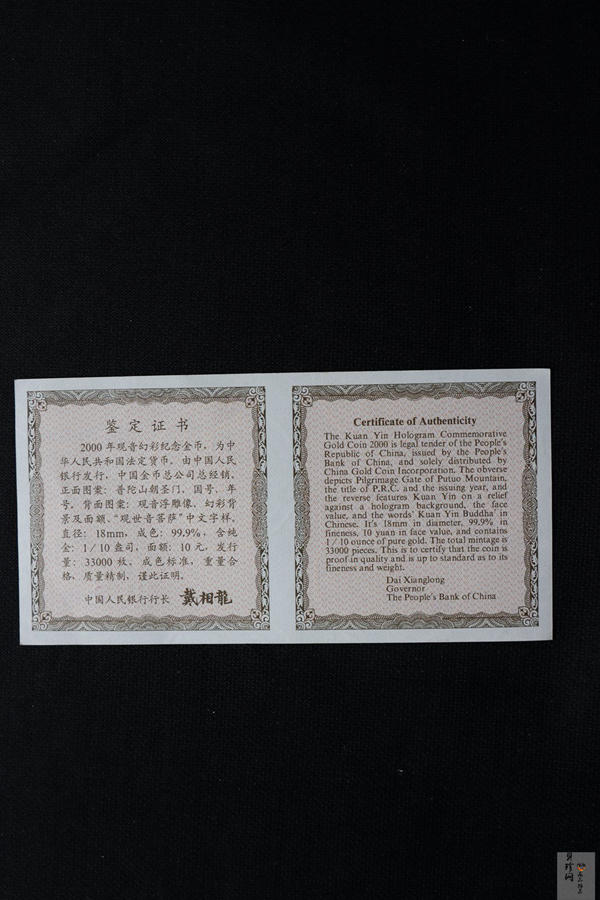 鉴定证书
2000年观音幻彩纪念金币,为中
华人民共和国法定货币。由中国人民
银行发行,中国金币总公司总经销。
正面图案:普陀山朝圣门、国号、年
号。背面图案:观音浮雕像、幻彩背
景及面额、“观世音菩萨”中文字样。
直径:18mm,成色:99.9%,含纯
金:1/10盎司,面额:10元,发行
量:33000枚。成色标准,重量合
格、质量精制、谨此证明。
中国人民银行行长 戴相龍
Certificate of Authenticity
The Kuan Yin Hologram Commemorative
Gold Coin 2000 is legal tender of the People's
Republic of China, issued by the People's
Bank of China, and solely distributed by
China Gold Coin Incorporation. The obverse
depicts Pilgrimage Gate of Putuo Mountain,
the title of P.R.C. and the issuing year, and
the reverse features Kuan Yin on a relief
against a hologram background, the face
value, and the words' Kuan Yin Buddha' in
Chinese. It's 18mm in diameter, 99.9% in
fineness, 10 yuan in face value, and contains
1/10 ounce of pure gold. The total mintage is
33000 pieces. This is to certify that the coin is
proof in quality and is up to standard as to its
fineness and weight.
Dai Xianglong
Governor
The People's Bank of China